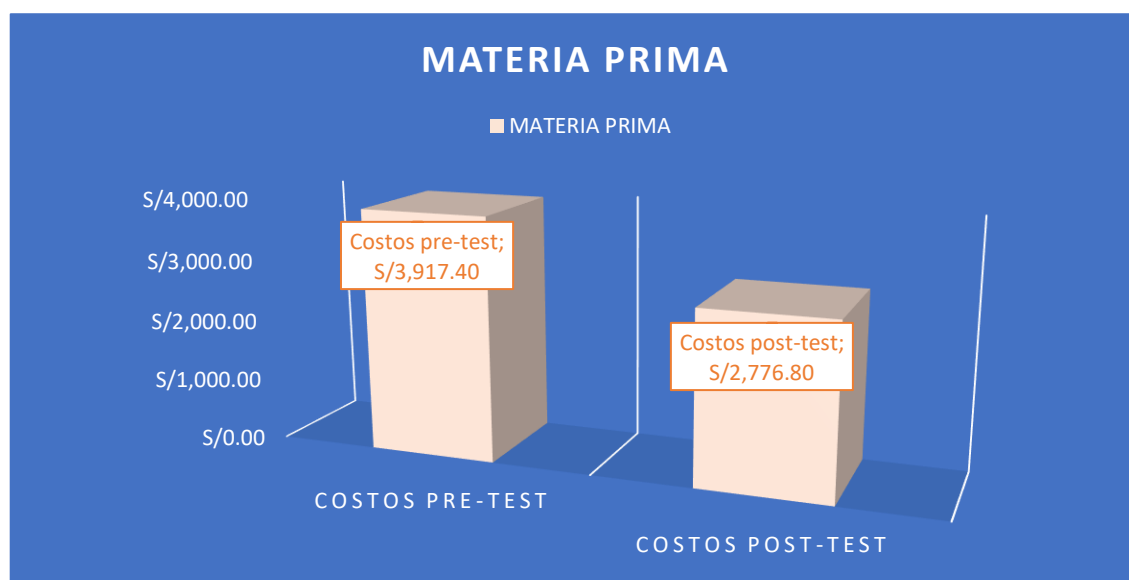 MATERIA PRIMA
MATERIA PRIMA
S/4,000.00
S/3,000.00
S/2,000.00
S/1,000.00
S/0.00
Costos pre-test;
S/3,917.40
Costos post-test;
S/2,776.80
COSTOS PRE-TEST
COSTOS POST-TEST